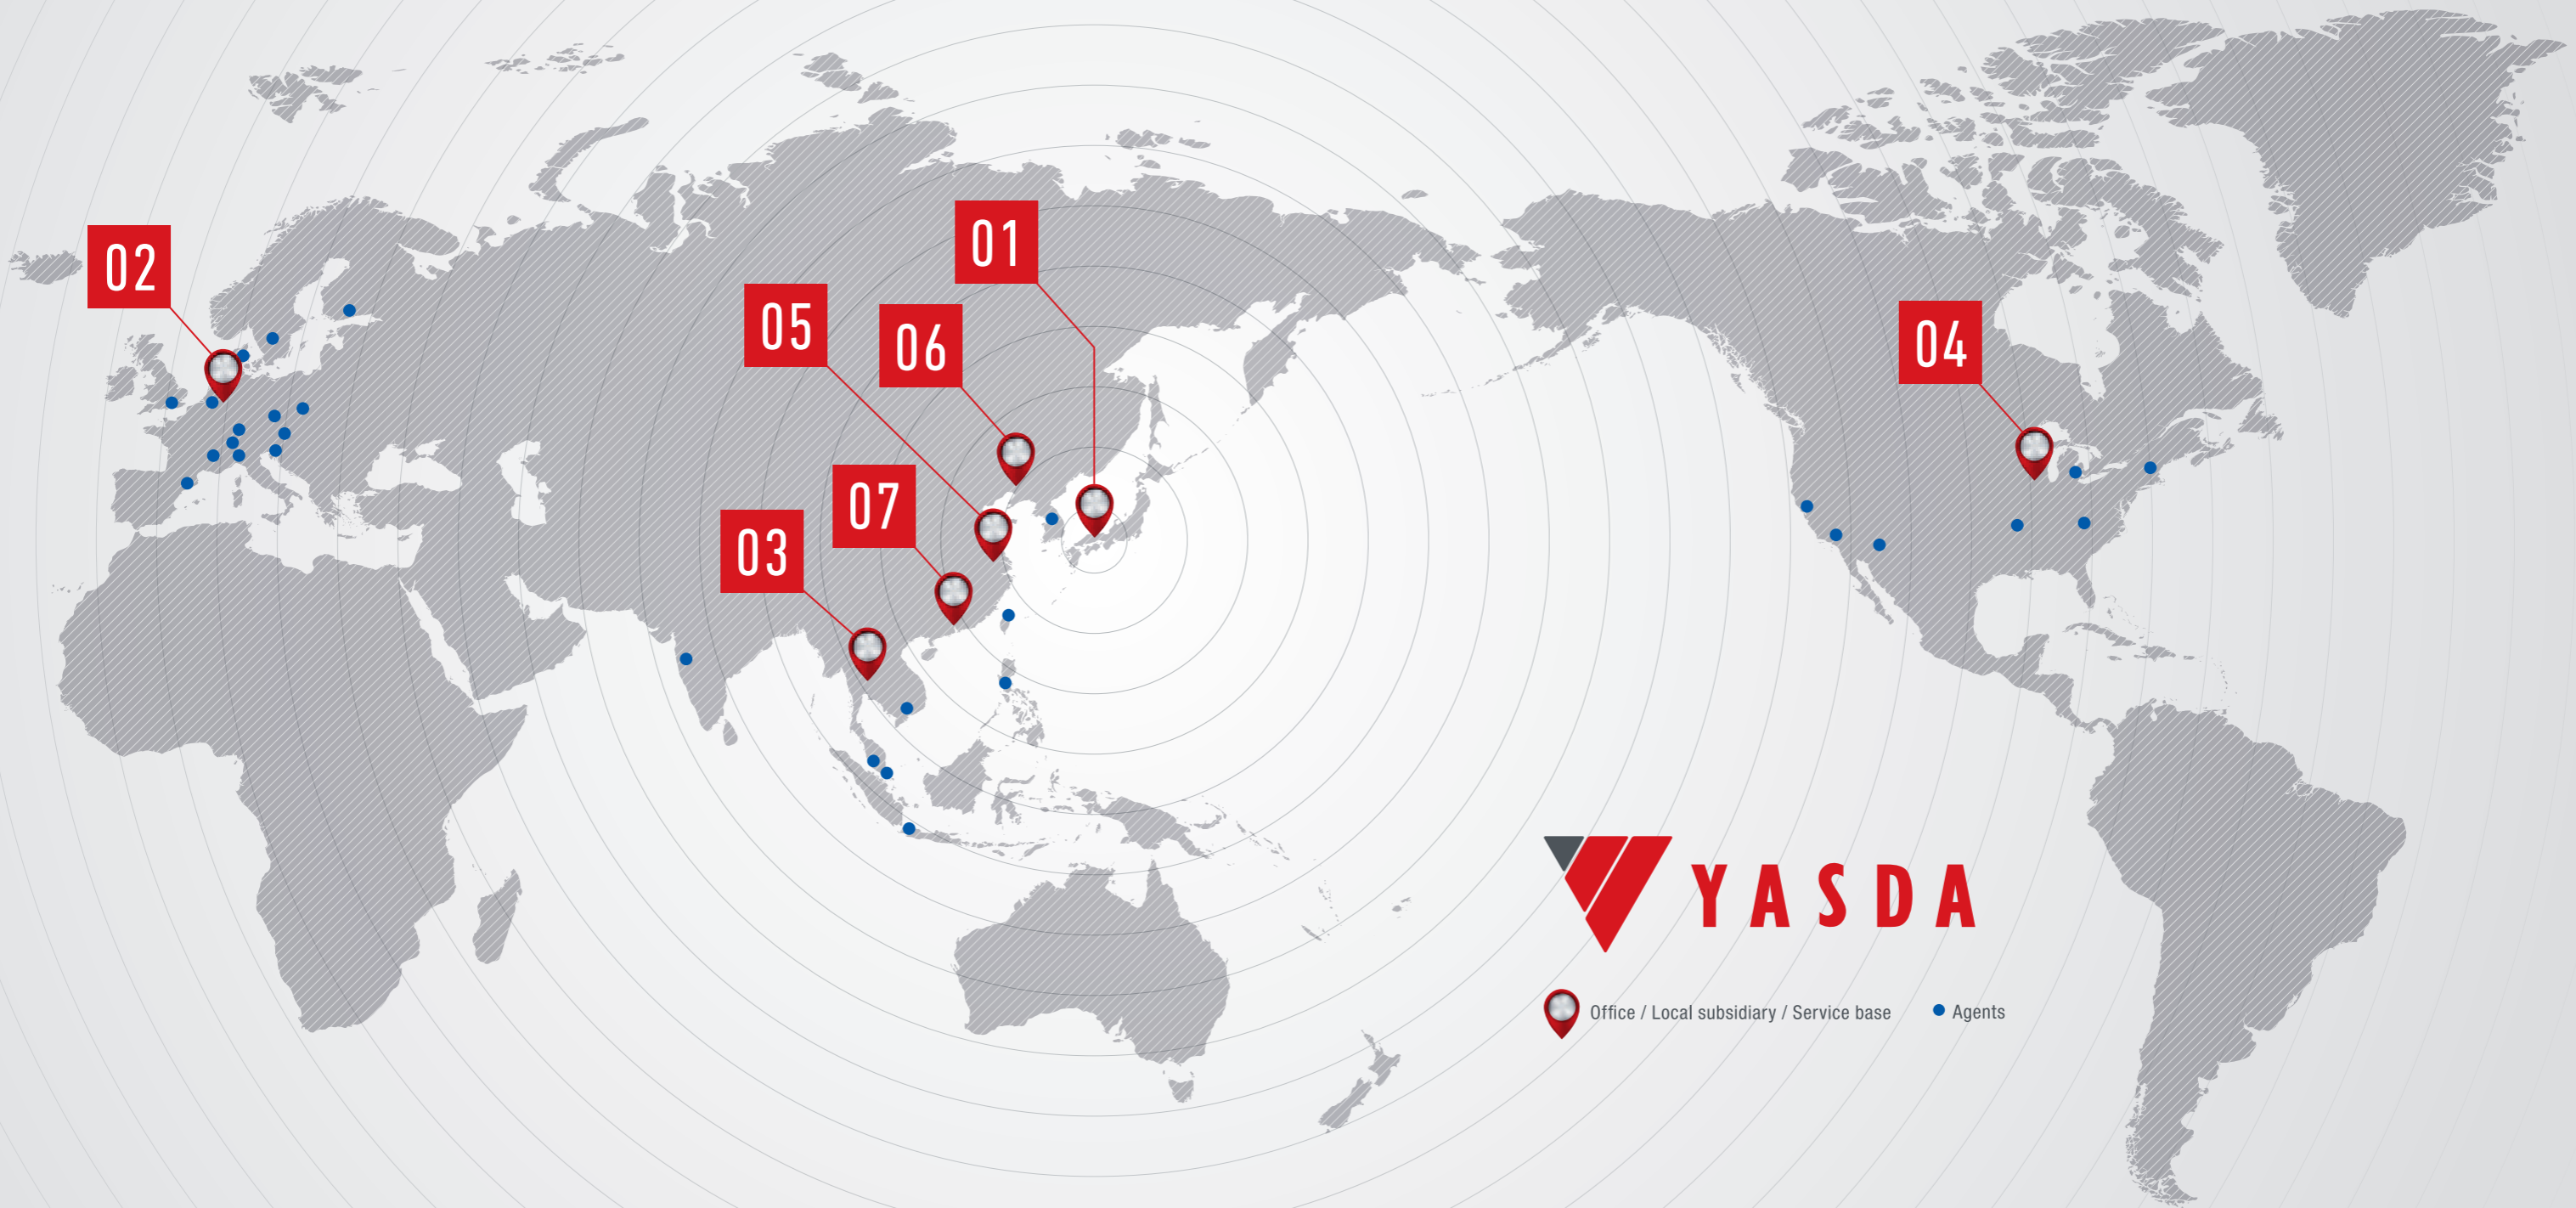 01
02
05
04
06
07
03
YASDA
Office / Local subsidiary / Service base
Agents